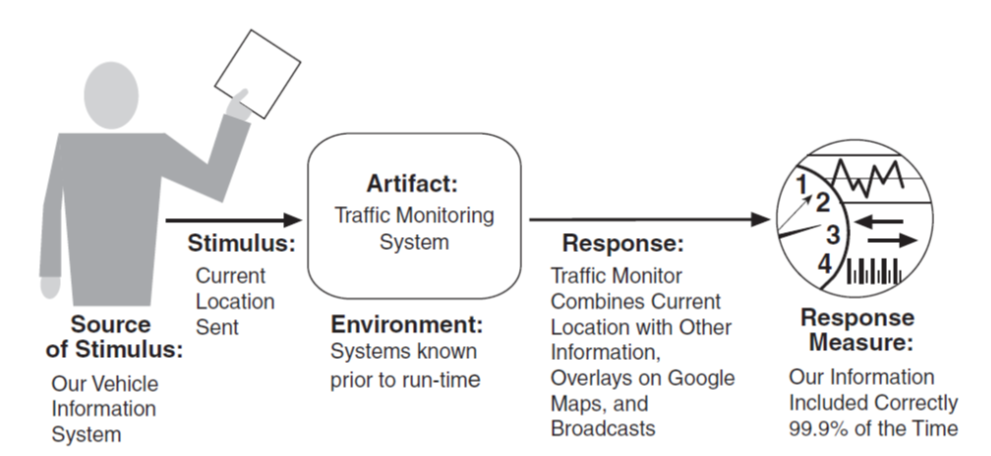 Source
of Stimulus:
Our Vehicle
Information
System
Stimulus:
Current
Location
Sent
Artifact:
Traffic Monitoring
System
Environment:
Systems known
prior to run-time
Response:
Traffic Monitor
Combines Current
Location with Other
Information,
Overlays on Google
Maps, and
Broadcasts
1
2
3
4
Response
Measure:
Our Information
Included Correctly
99.9% of the Time